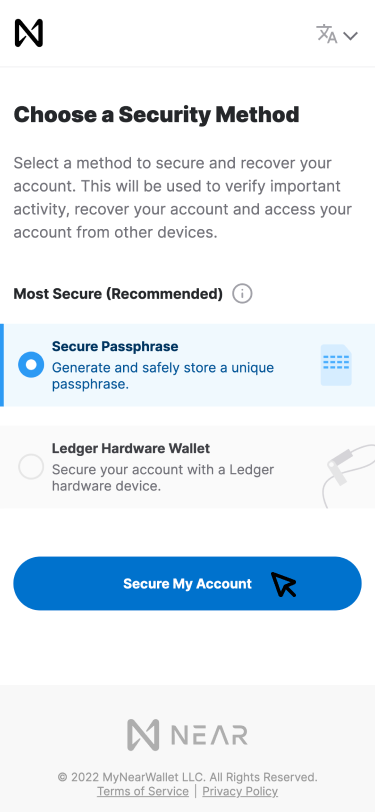 Choose a Security Method
Select a method to secure and recover your
account. This will be used to verify important
activity, recover your account and access your
account from other devices.
Most Secure (Recommended)
Secure Passphrase
Generate and safely store a unique
passphrase.
Ledger Hardware Wallet
Secure your account with a Ledger
hardware device.
Secure My Account
NEAR
© 2022 MyNearWallet LLC. All Rights Reserved.
Terms of Service | Privacy Policy